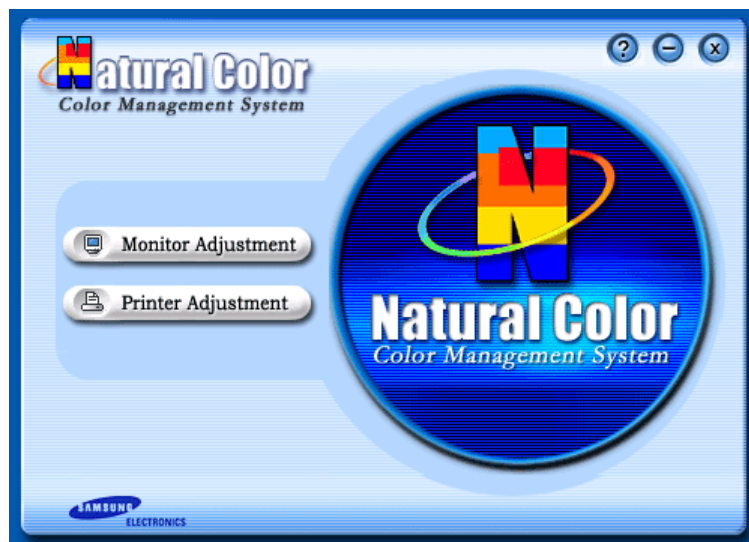 Natural Color
Color Management System
? – x
Monitor Adjustment
Printer Adjustment
N
Natural Color
Color Management System
SAMSUNG
ELECTRONICS